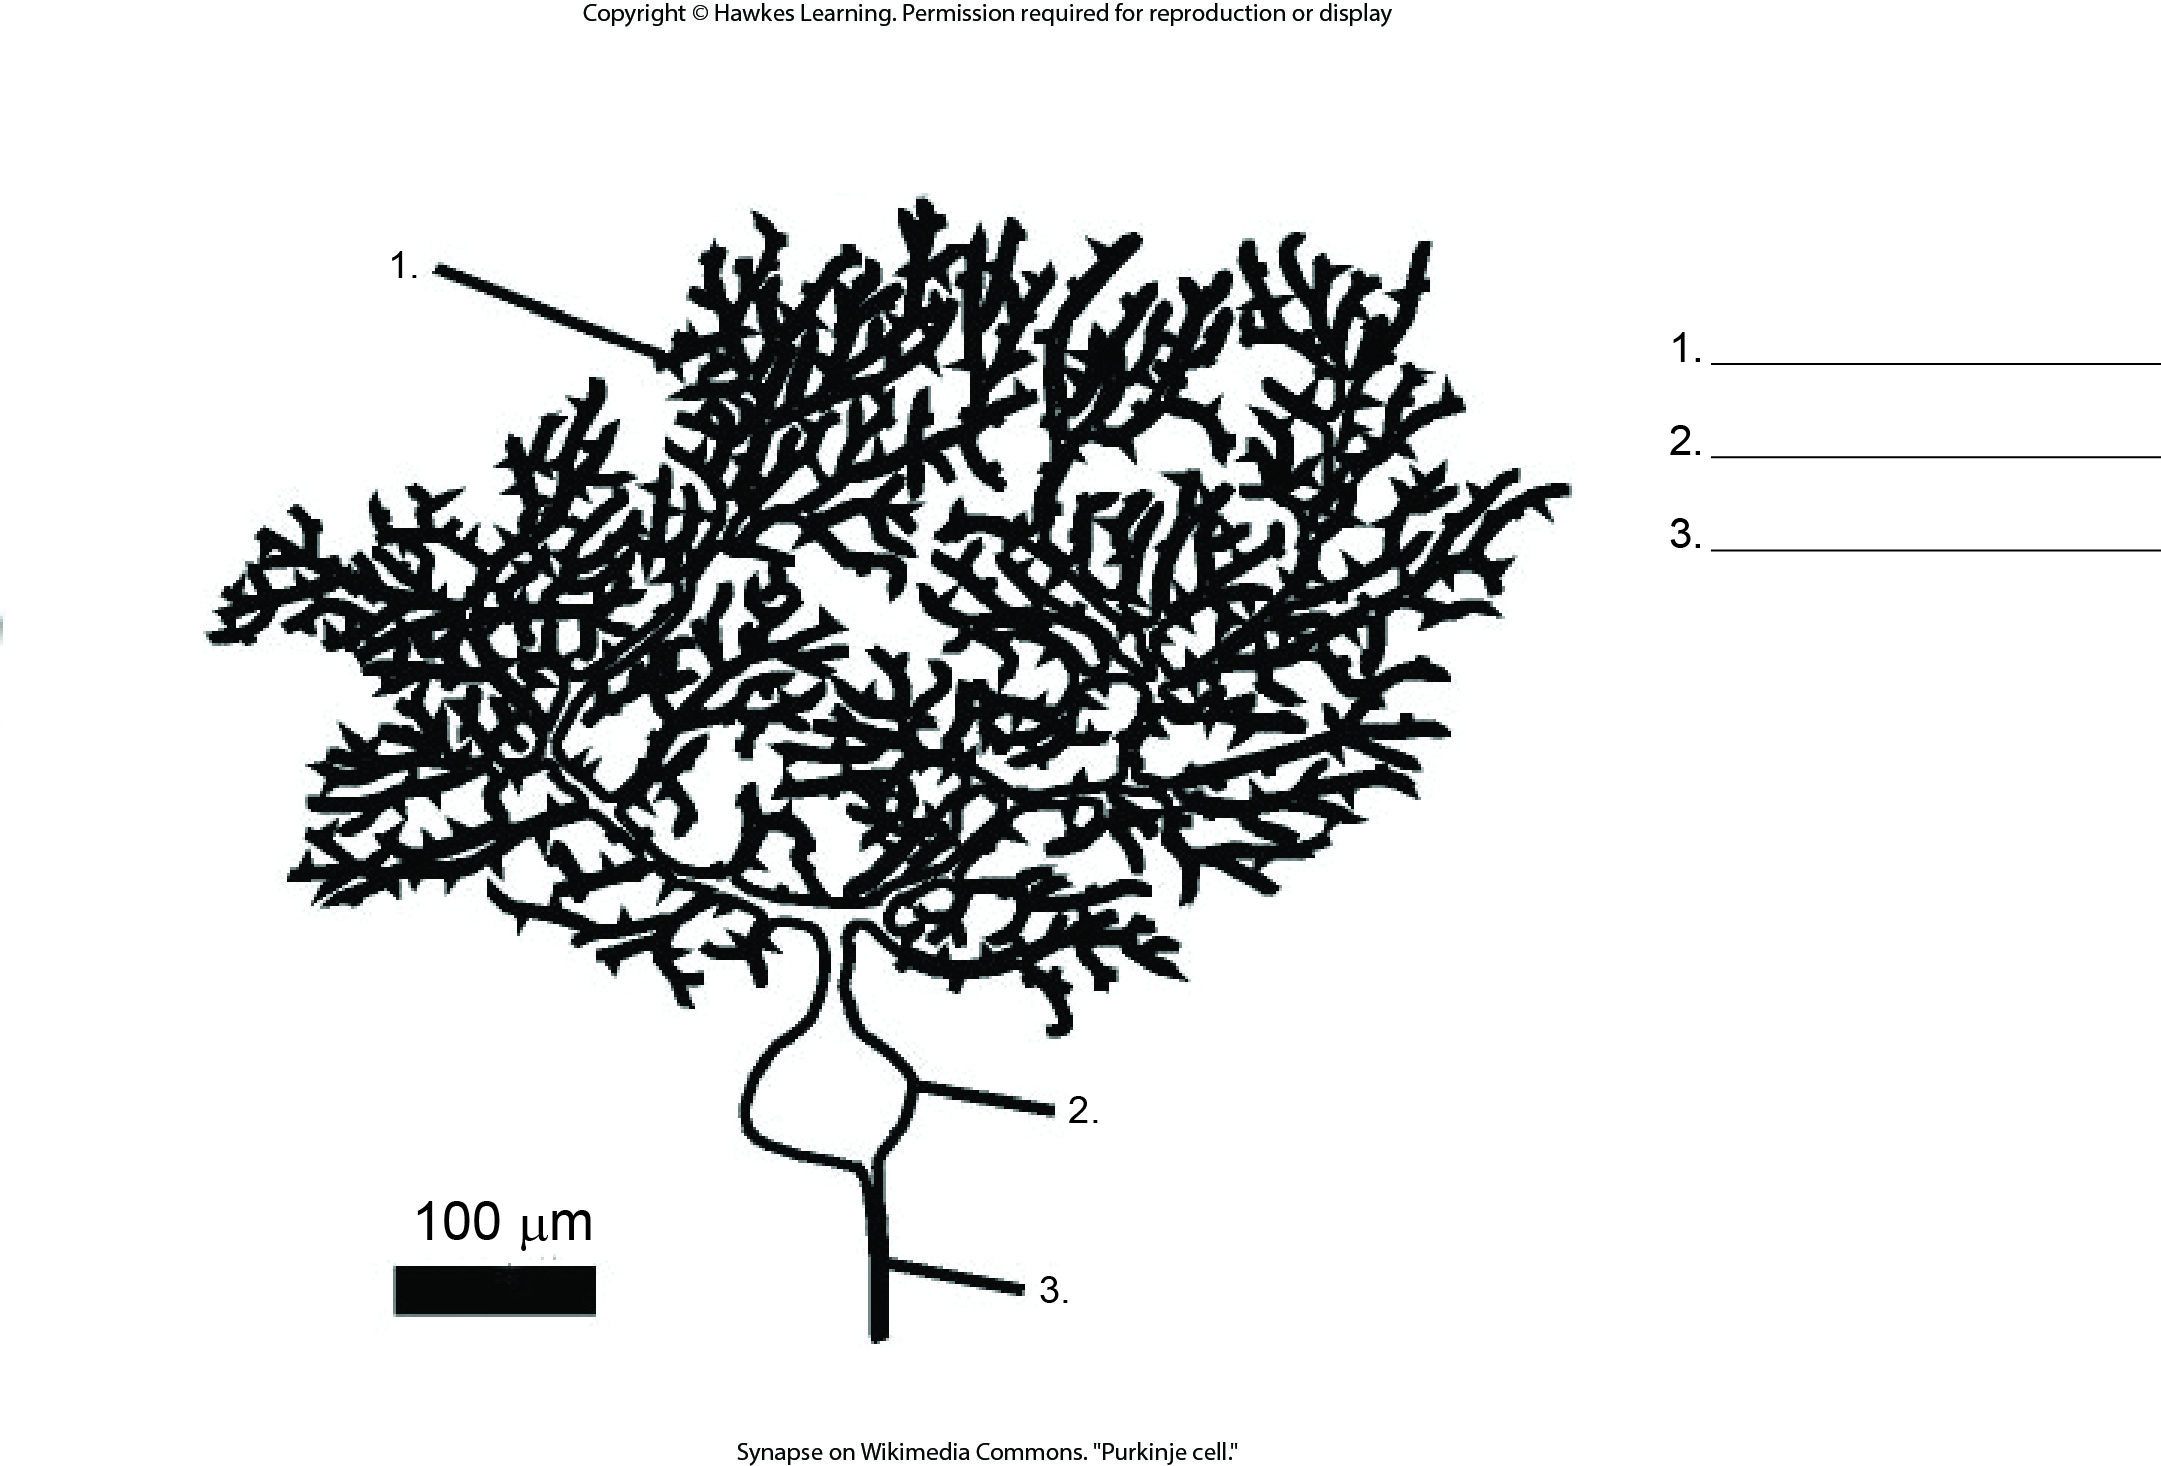 Copyright © Hawkes Learning. Permission required for reproduction or display
1.
1.
2.
3.
2.
100 μm
3.
Synapse on Wikimedia Commons. "Purkinje cell."